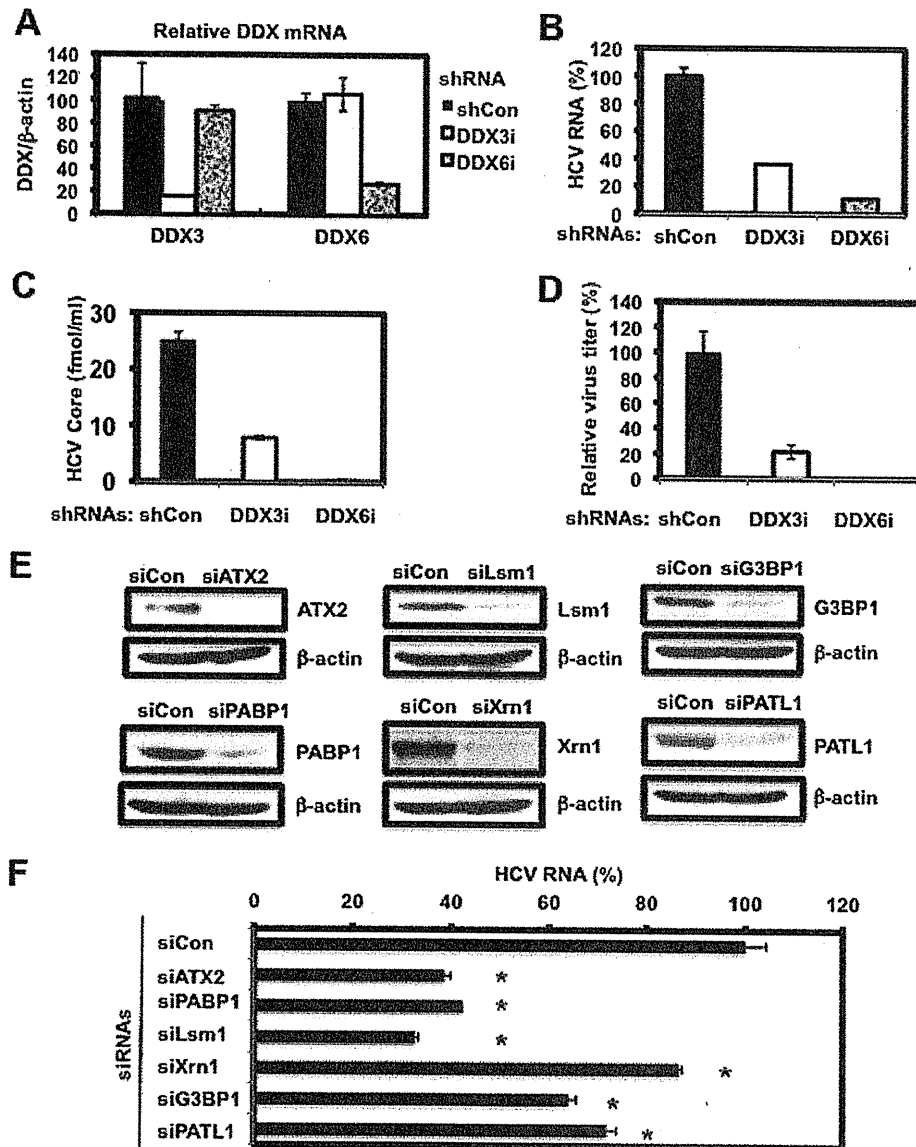 A
Relative DDX mRNA
DDX/β-actin
140
120
100
80
60
40
20
0
DDX3
DDX6
shRNA
shCon
DDX3i
DDX6i
B
HCV RNA (%)
120
100
80
60
40
20
0
shRNAs: shCon DDX3i DDX6i
C
HCV Core (fmol/ml)
30
20
10
0
shRNAs: shCon DDX3i DDX6i
D
Relative virus titer (%)
140
120
100
80
60
40
20
0
shRNAs: shCon DDX3i DDX6i
E
siCon siATX2
ATX2
β-actin
siCon siLsm1
Lsm1
β-actin
siCon siG3BP1
G3BP1
β-actin
siCon siPABP1
PABP1
β-actin
siCon siXrn1
Xrn1
β-actin
siCon siPATL1
PATL1
β-actin
F
HCV RNA (%)
0 20 40 60 80 100 120
siRNAs
siCon
siATX2 *
siPABP1 *
siLsm1 *
siXrn1 *
siG3BP1 *
siPATL1 *